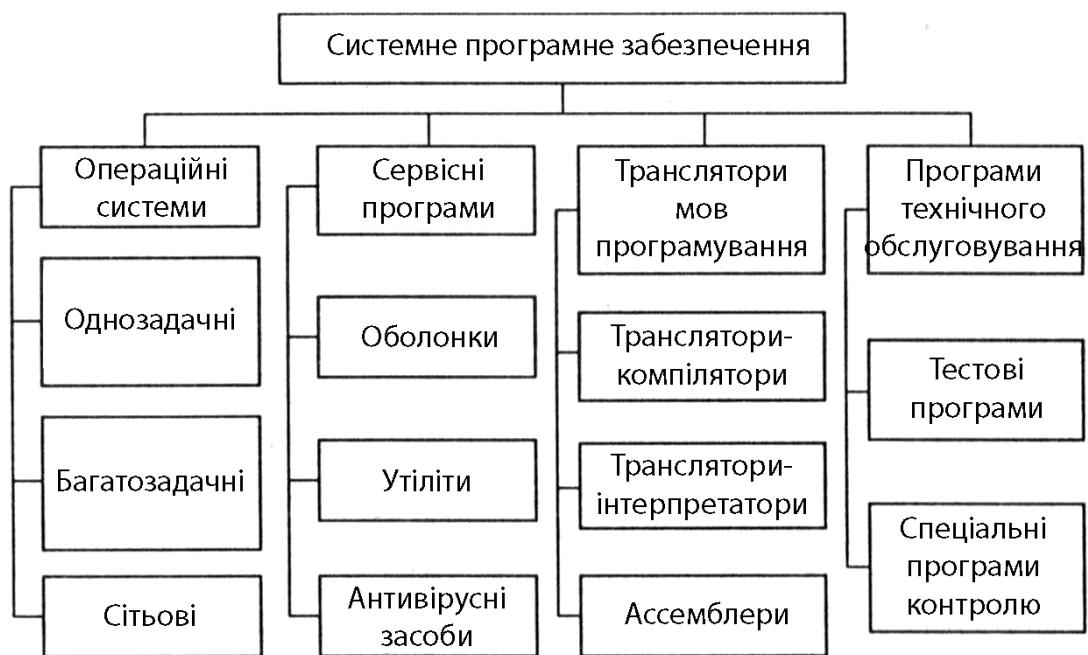 Системне програмне забезпечення
Операційні
системи
Однозадачні
Багатозадачні
Сітьові
Сервісні
програми
Оболонки
Утіліти
Антивірусні
засоби
Транслятори
мов
програмування
Транслятори-
компілятори
Транслятори-
інтерпретатори
Ассемблери
Програми
технічного
обслуговування
Тестові
програми
Спеціальні
програми
контролю